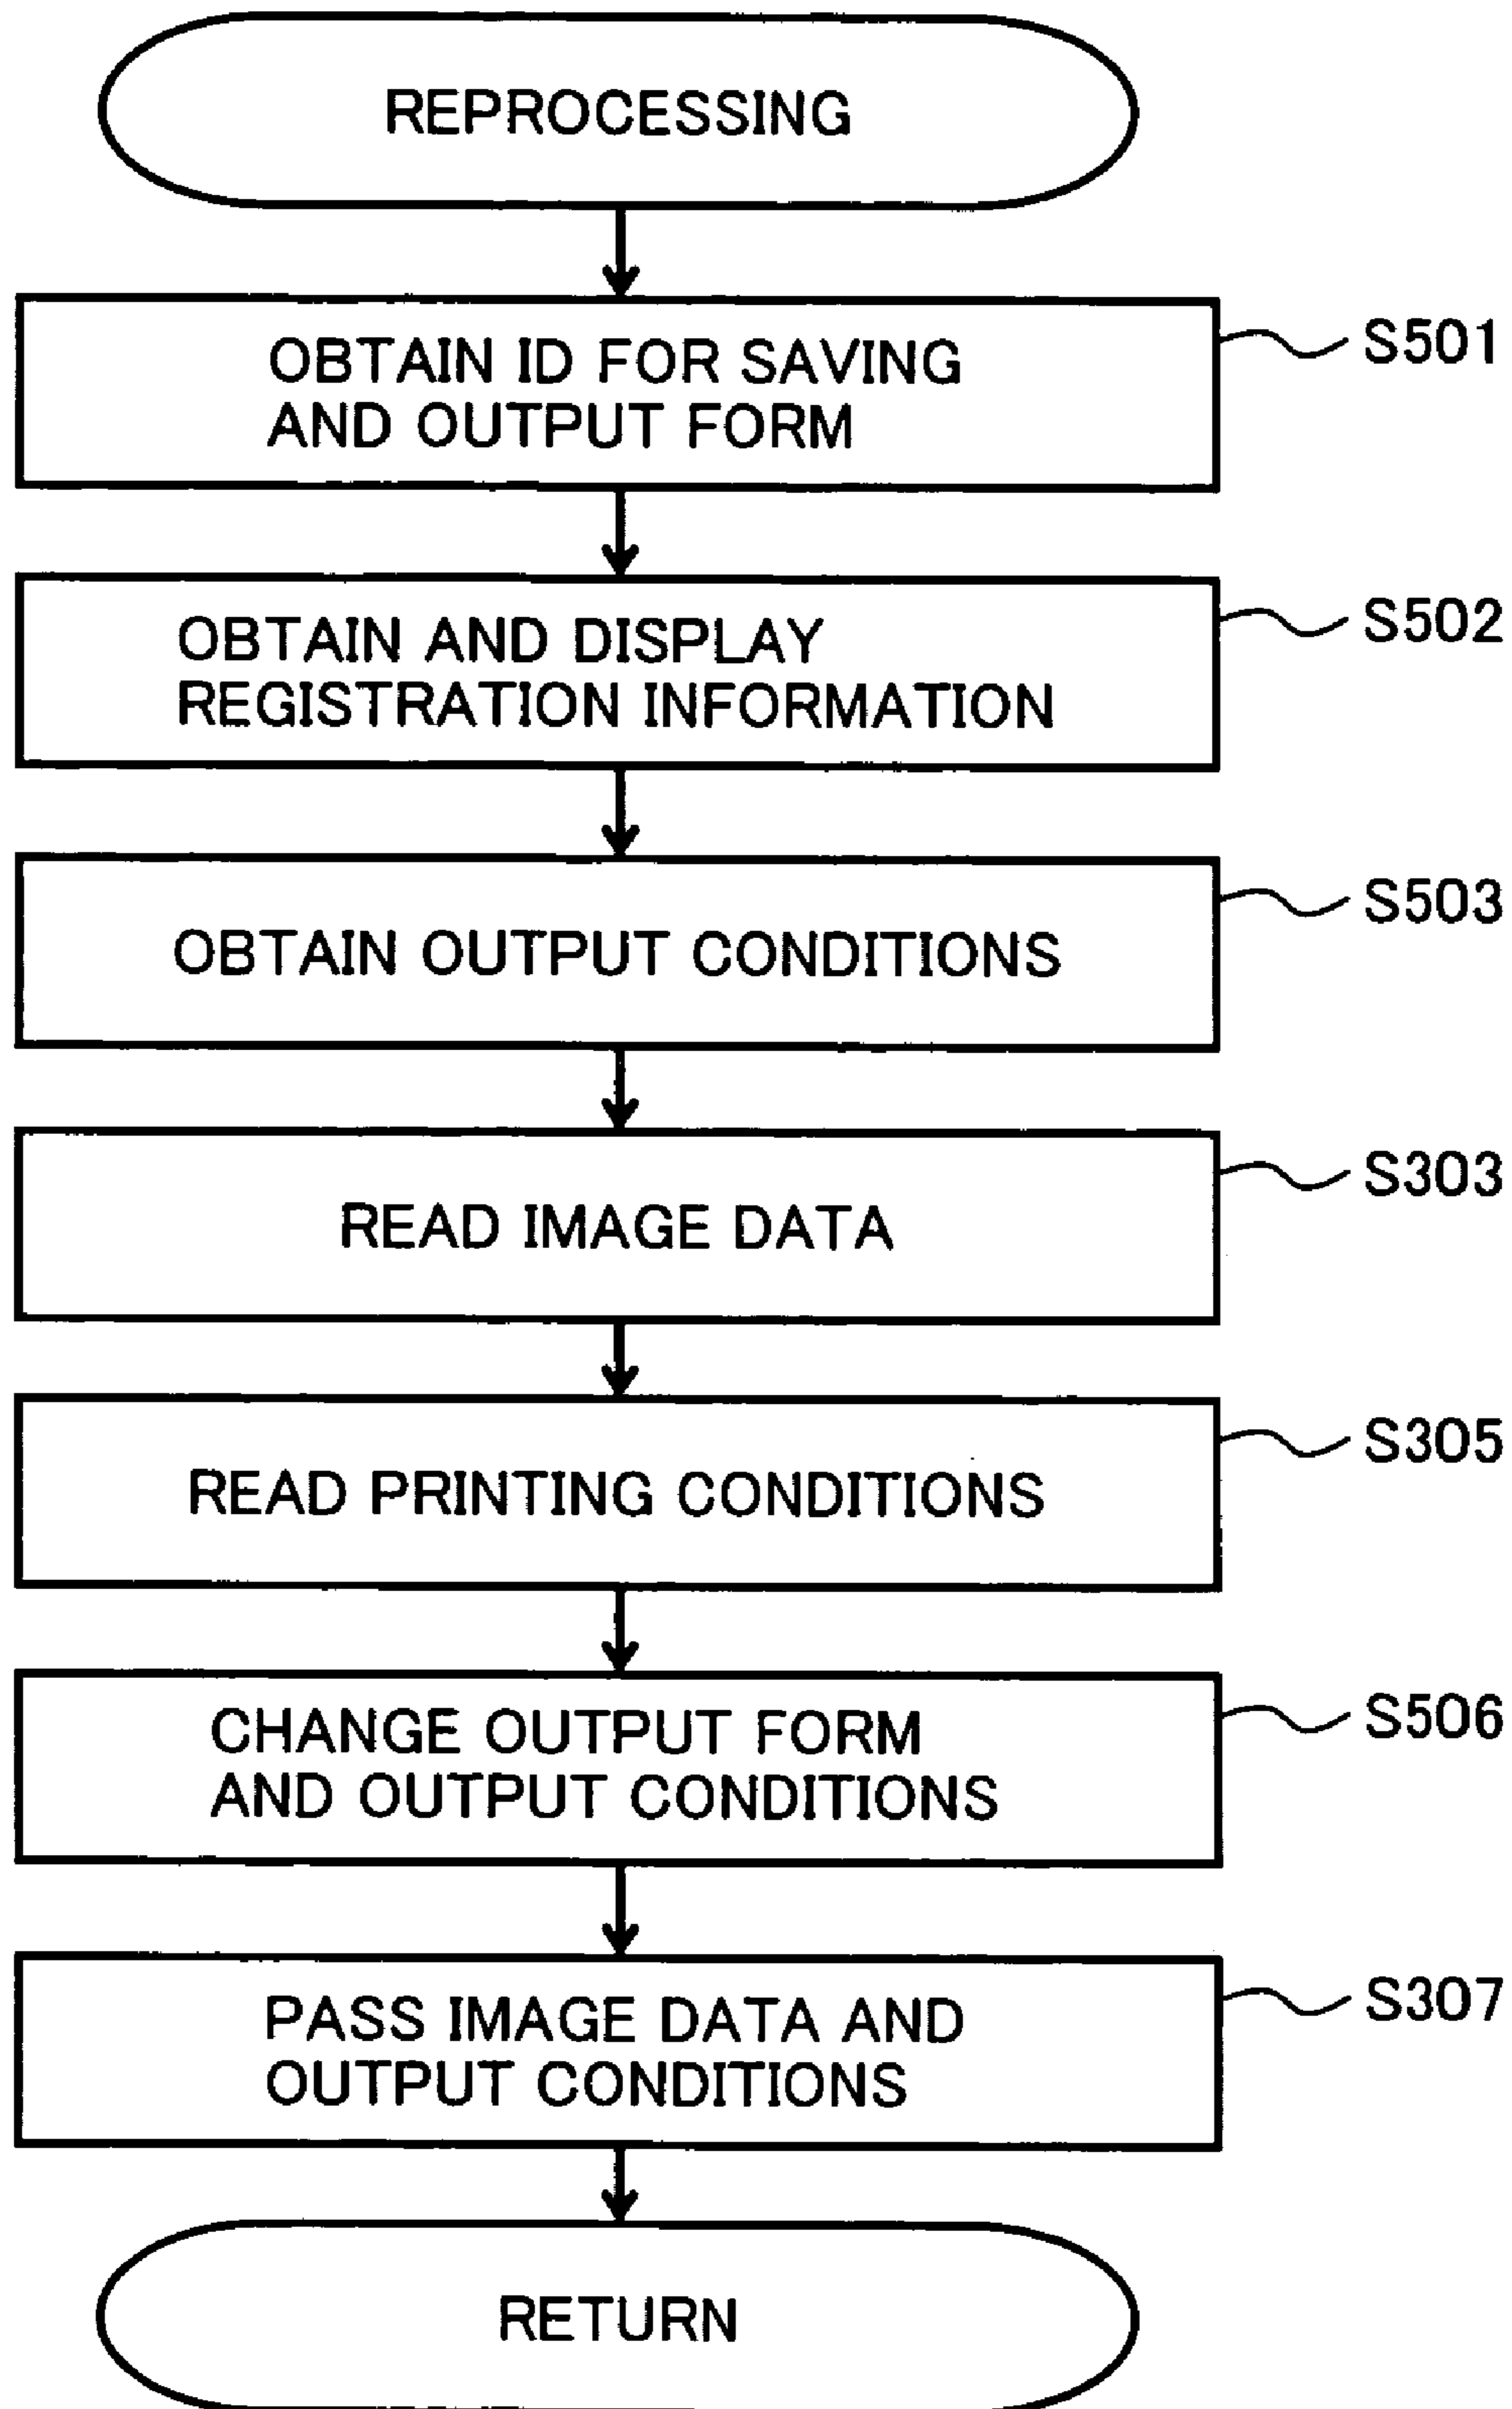 REPROCESSING
OBTAIN ID FOR SAVING
AND OUTPUT FORM
S501
OBTAIN AND DISPLAY
REGISTRATION INFORMATION
S502
OBTAIN OUTPUT CONDITIONS
S503
READ IMAGE DATA
S303
READ PRINTING CONDITIONS
S305
CHANGE OUTPUT FORM
AND OUTPUT CONDITIONS
S506
PASS IMAGE DATA AND
OUTPUT CONDITIONS
S307
RETURN